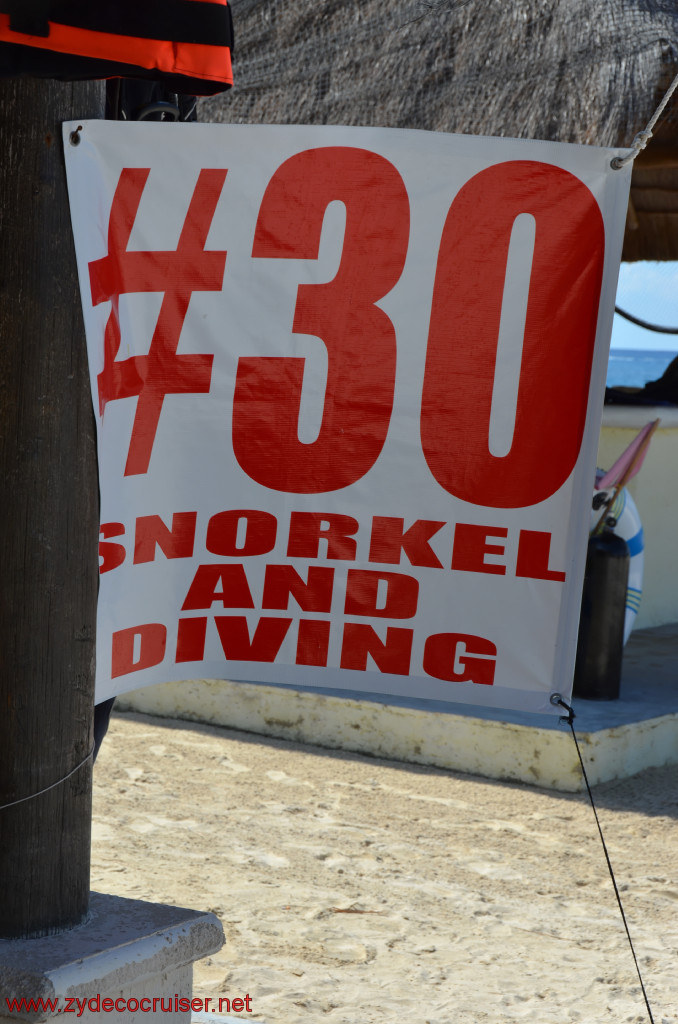 #30
SNORKEL
AND
DIVING
www.zydecocruiser.net